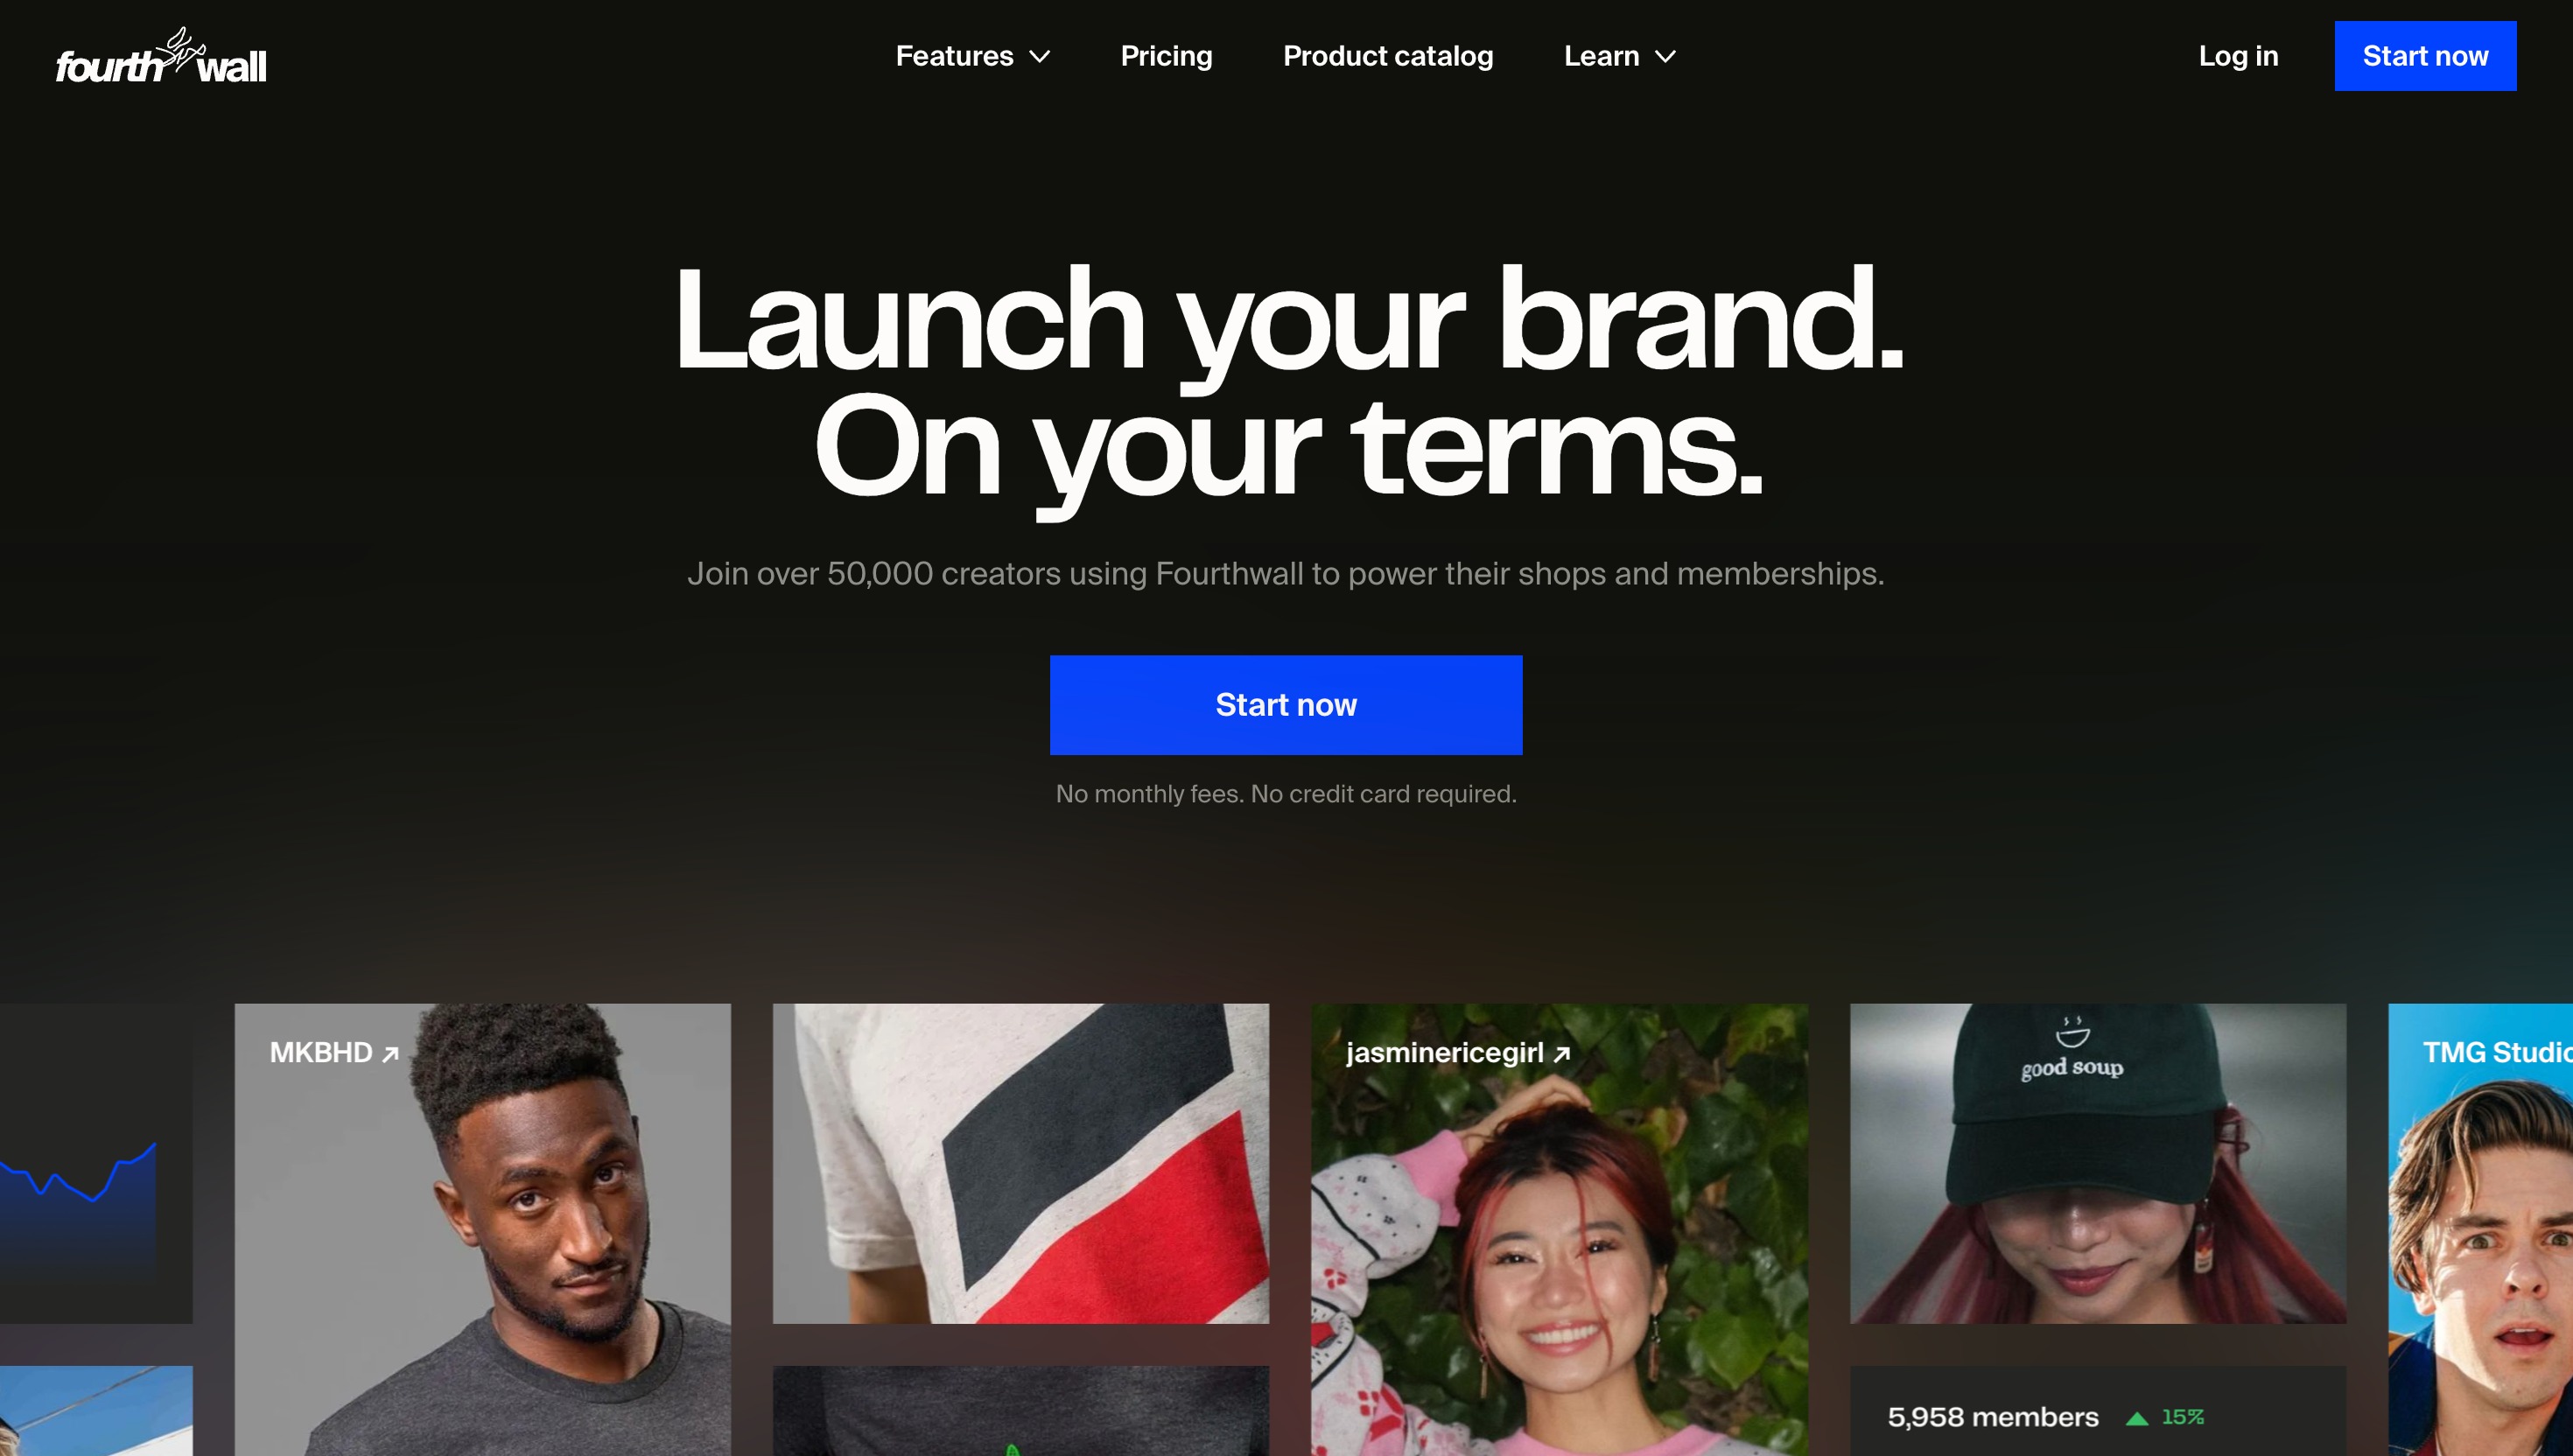 fourthwall
Features
Pricing
Product catalog
Learn
Log in
Start now
Launch your brand.
On your terms.
Join over 50,000 creators using Fourthwall to power their shops and memberships.
Start now
No monthly fees. No credit card required.
MKBHD
jasminericegirl
good soup
TMG Studio
5,958 members 15%